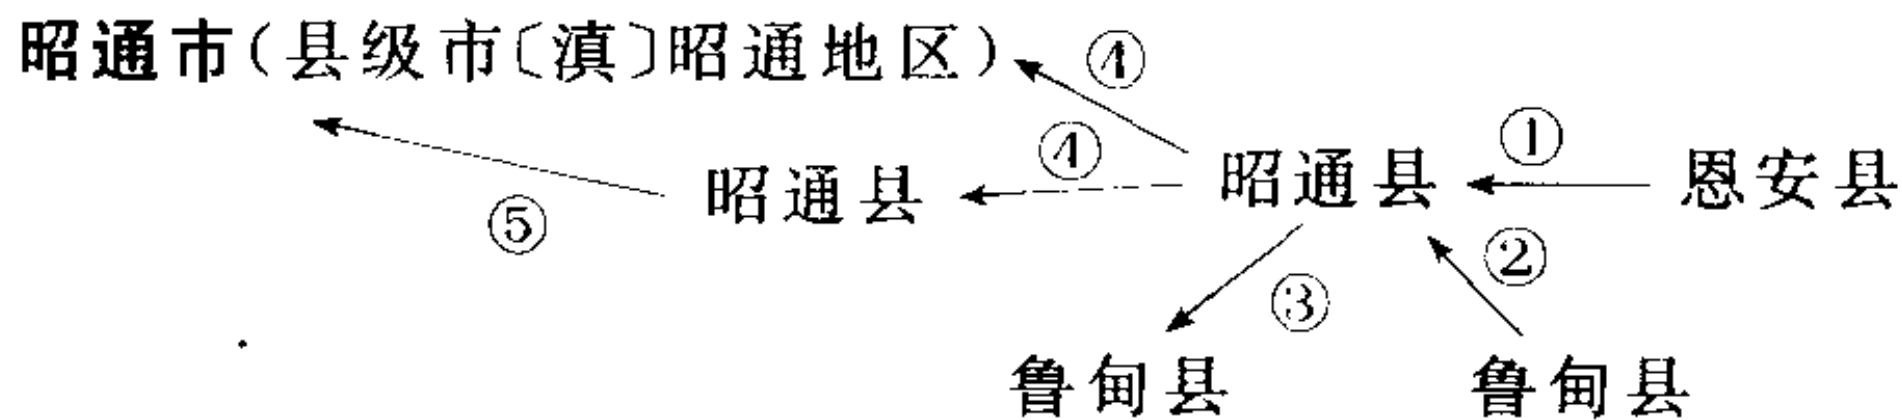 昭通市(县级市〔滇〕昭通地区) ④
昭通县 ④ 昭通县 ① 恩安县
⑤ ③ ②
鲁甸县 鲁甸县